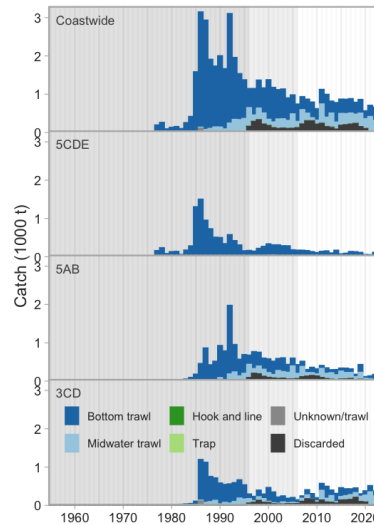 Coastwide
3
2
1
0
5CDE
3
2
1
0
5AB
3
2
1
0
3CD
3
2
1
0
Catch (1000 t)
Bottom trawl Hook and line Unknown/trawl
Midwater trawl Trap Discarded
1960 1970 1980 1990 2000 2010